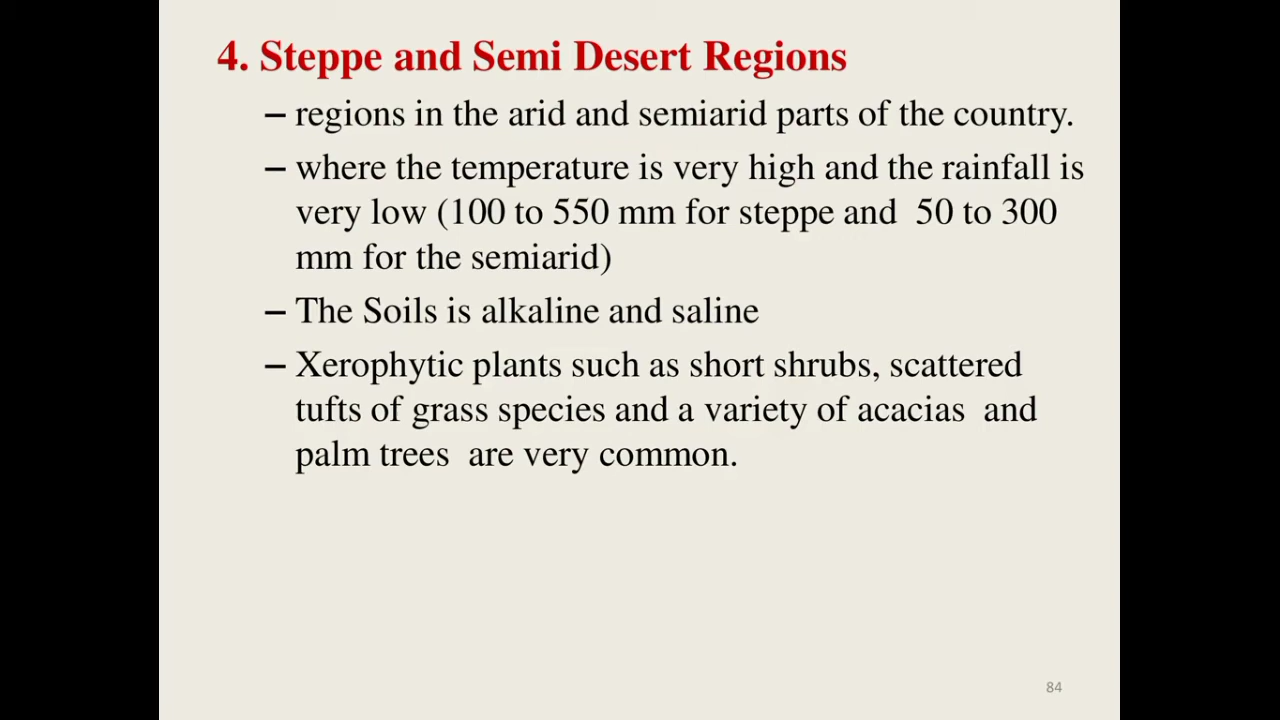 4. Steppe and Semi Desert Regions
– regions in the arid and semiarid parts of the country.
– where the temperature is very high and the rainfall is
very low (100 to 550 mm for steppe and  50 to 300
mm for the semiarid)
– The Soils is alkaline and saline
– Xerophytic plants such as short shrubs, scattered
tufts of grass species and a variety of acacias  and
palm trees  are very common.
84